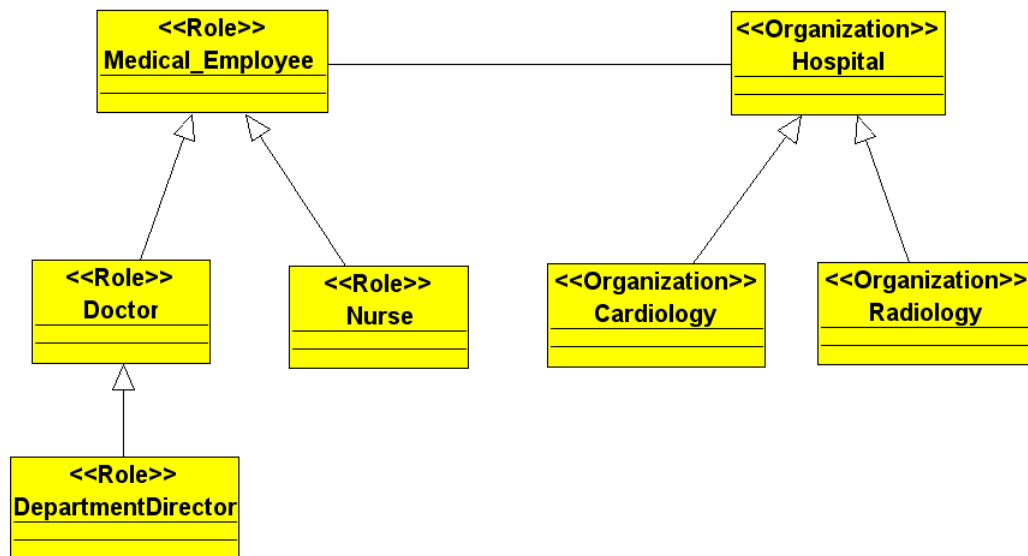 <<Role>>
Medical_Employee
<<Organization>>
Hospital
<<Role>>
Doctor
<<Role>>
Nurse
<<Organization>>
Cardiology
<<Organization>>
Radiology
<<Role>>
DepartmentDirector